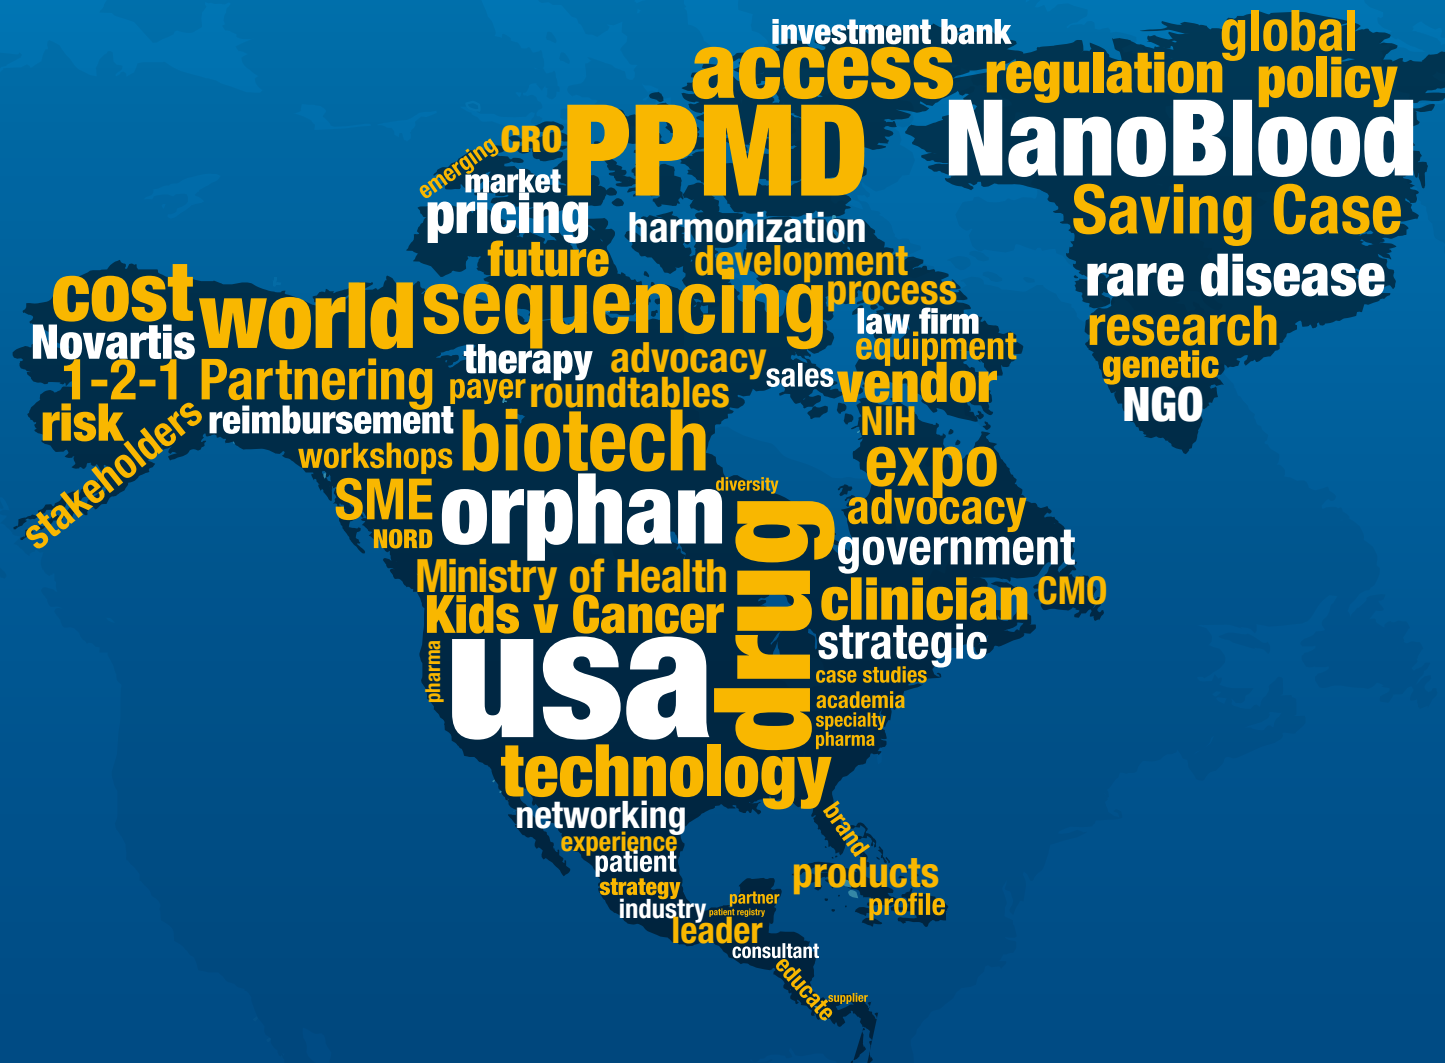 investment bank
global
access
regulation
policy
PPMD
NanoBlood
CRO
emerging
market
pricing
Saving Case
harmonization
future
development
rare disease
cost
world
sequencing
process
law firm
research
Novartis
therapy
advocacy
equipment
genetic
1-2-1 Partnering
payer
roundtables
sales
vendor
NGO
risk
stakeholders
reimbursement
biotech
NIH
workshops
expo
SME
orphan
diversity
advocacy
NORD
drug
government
Ministry of Health
clinician
CMO
Kids v Cancer
strategic
pharma
usa
case studies
academia
specialty
pharma
technology
networking
brand
experience
patient
products
strategy
partner
profile
industry
patient registry
leader
consultant
educate
supplier